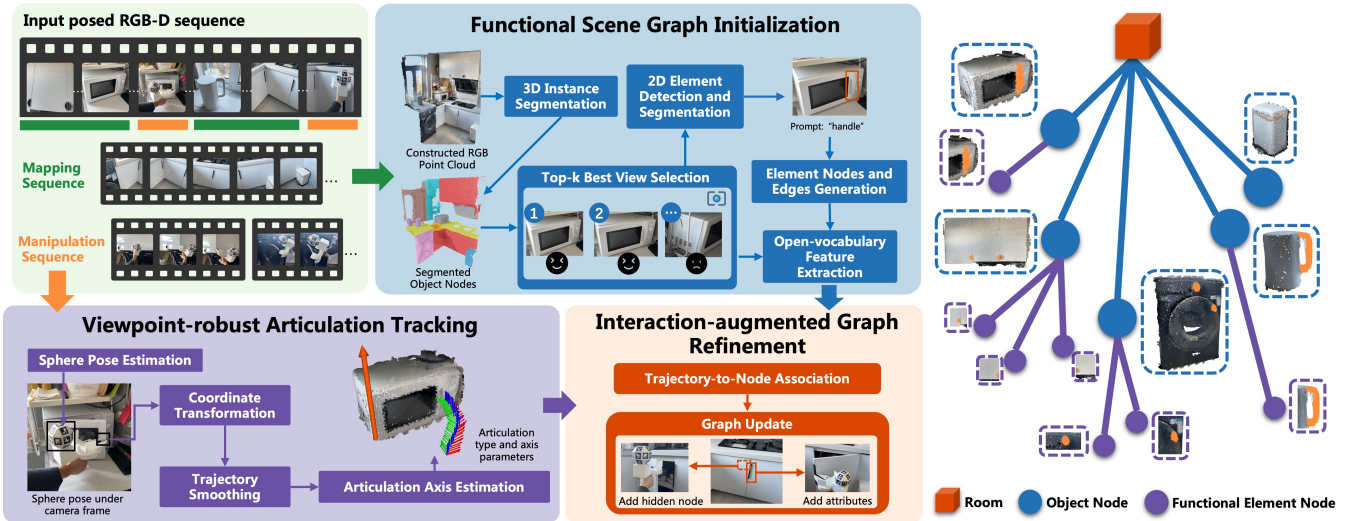 Input posed RGB-D sequence
Mapping
Sequence
...
Manipulation
Sequence
...
Functional Scene Graph Initialization
Constructed RGB
Point Cloud
3D Instance
Segmentation
2D Element
Detection and
Segmentation
Prompt: “handle”
Segmented
Object Nodes
Top-k Best View Selection
1
2
...
Element Nodes and
Edges Generation
Open-vocabulary
Feature
Extraction
Viewpoint-robust Articulation Tracking
Sphere Pose Estimation
Sphere pose under
camera frame
Coordinate
Transformation
Trajectory
Smoothing
Articulation
type and axis
parameters
Articulation Axis Estimation
Interaction-augmented Graph
Refinement
Trajectory-to-Node Association
Graph Update
Add hidden node
Add attributes
Room
Object Node
Functional Element Node